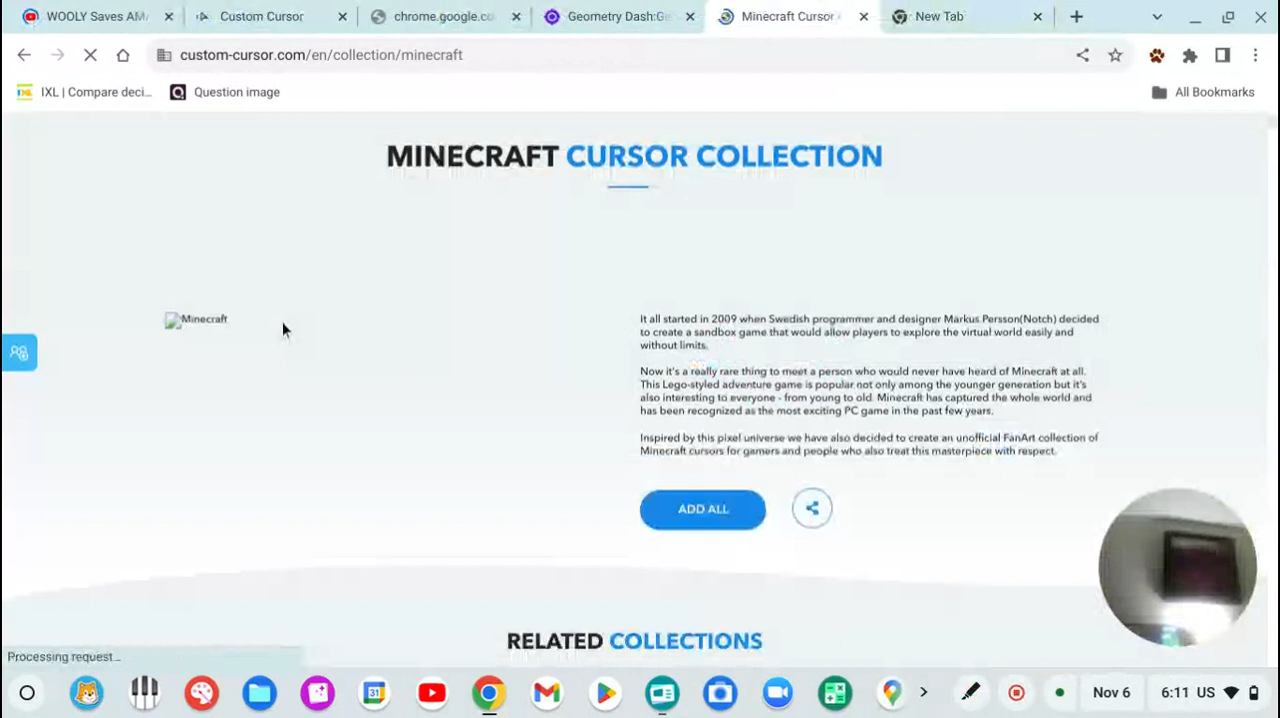 WOOLY Saves AMA
Custom Cursor
chrome.google.co
Geometry Dash:Ge
Minecraft Cursor
New Tab
custom-cursor.com/en/collection/minecraft
IXL | Compare deci...
Question image
All Bookmarks
MINECRAFT CURSOR COLLECTION
Minecraft
It all started in 2009 when Swedish programmer and designer Markus Persson(Notch) decided
to create a sandbox game that would allow players to explore the virtual world easily and
without limits.
Now it's a really rare thing to meet a person who would never have heard of Minecraft at all.
This Lego-styled adventure game is popular not only among the younger generation but it's
also interesting to everyone - from young to old. Minecraft has captured the whole world and
has been recognized as the most exciting PC game in the past few years.
Inspired by this pixel universe we have also decided to create an unofficial FanArt collection of
Minecraft cursors for gamers and people who also treat this masterpiece with respect.
ADD ALL
RELATED COLLECTIONS
Processing request...
Nov 6
6:11 US